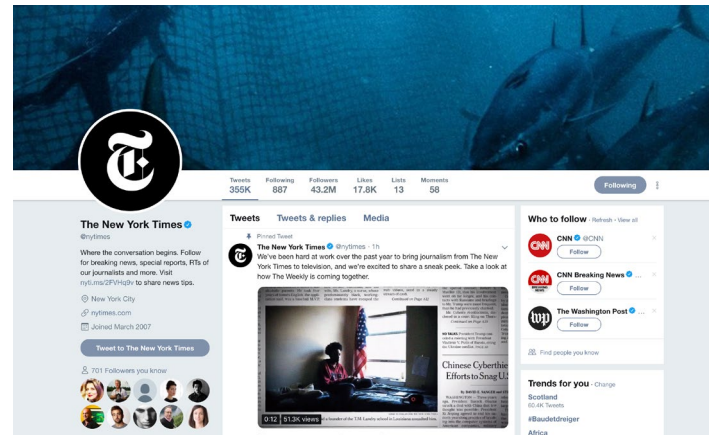 Tweets Following Followers Likes Lists Moments
355K 887 43.2M 17.8K 13 58
Following
The New York Times
@nytimes
Where the conversation begins. Follow
for breaking news, special reports, RTs of
our journalists and more. Visit
nyti.ms/2FVHq9v to share news tips.
New York City
nytimes.com
Joined March 2007
Tweet to The New York Times
701 Followers you know
Tweets Tweets & replies Media
Pinned Tweet
The New York Times @nytimes · 1h
We've been hard at work over the past year to bring journalism from The New
York Times to television, and we're excited to share a sneak peek. Take a look at
how The Weekly is coming together.
Chinese Cyberthie
Efforts to Snag U.S
0:12 51.3K views
Who to follow · Refresh · View all
CNN
CNN @CNN
Follow
CNN
CNN Breaking News ...
Follow
wp
The Washington Post ...
Follow
Find people you know
Trends for you · Change
Scotland
60.4K Tweets
#Baudetdreiger
Africa